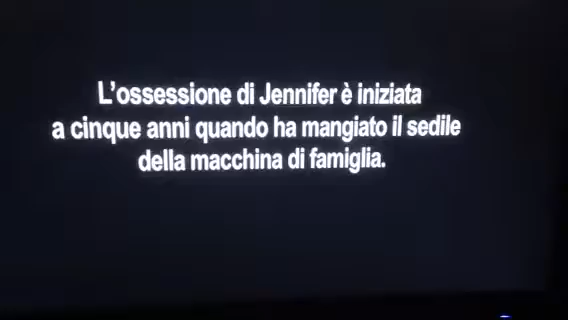 L'ossessione di Jennifer è iniziata
a cinque anni quando ha mangiato il sedile
della macchina di famiglia.